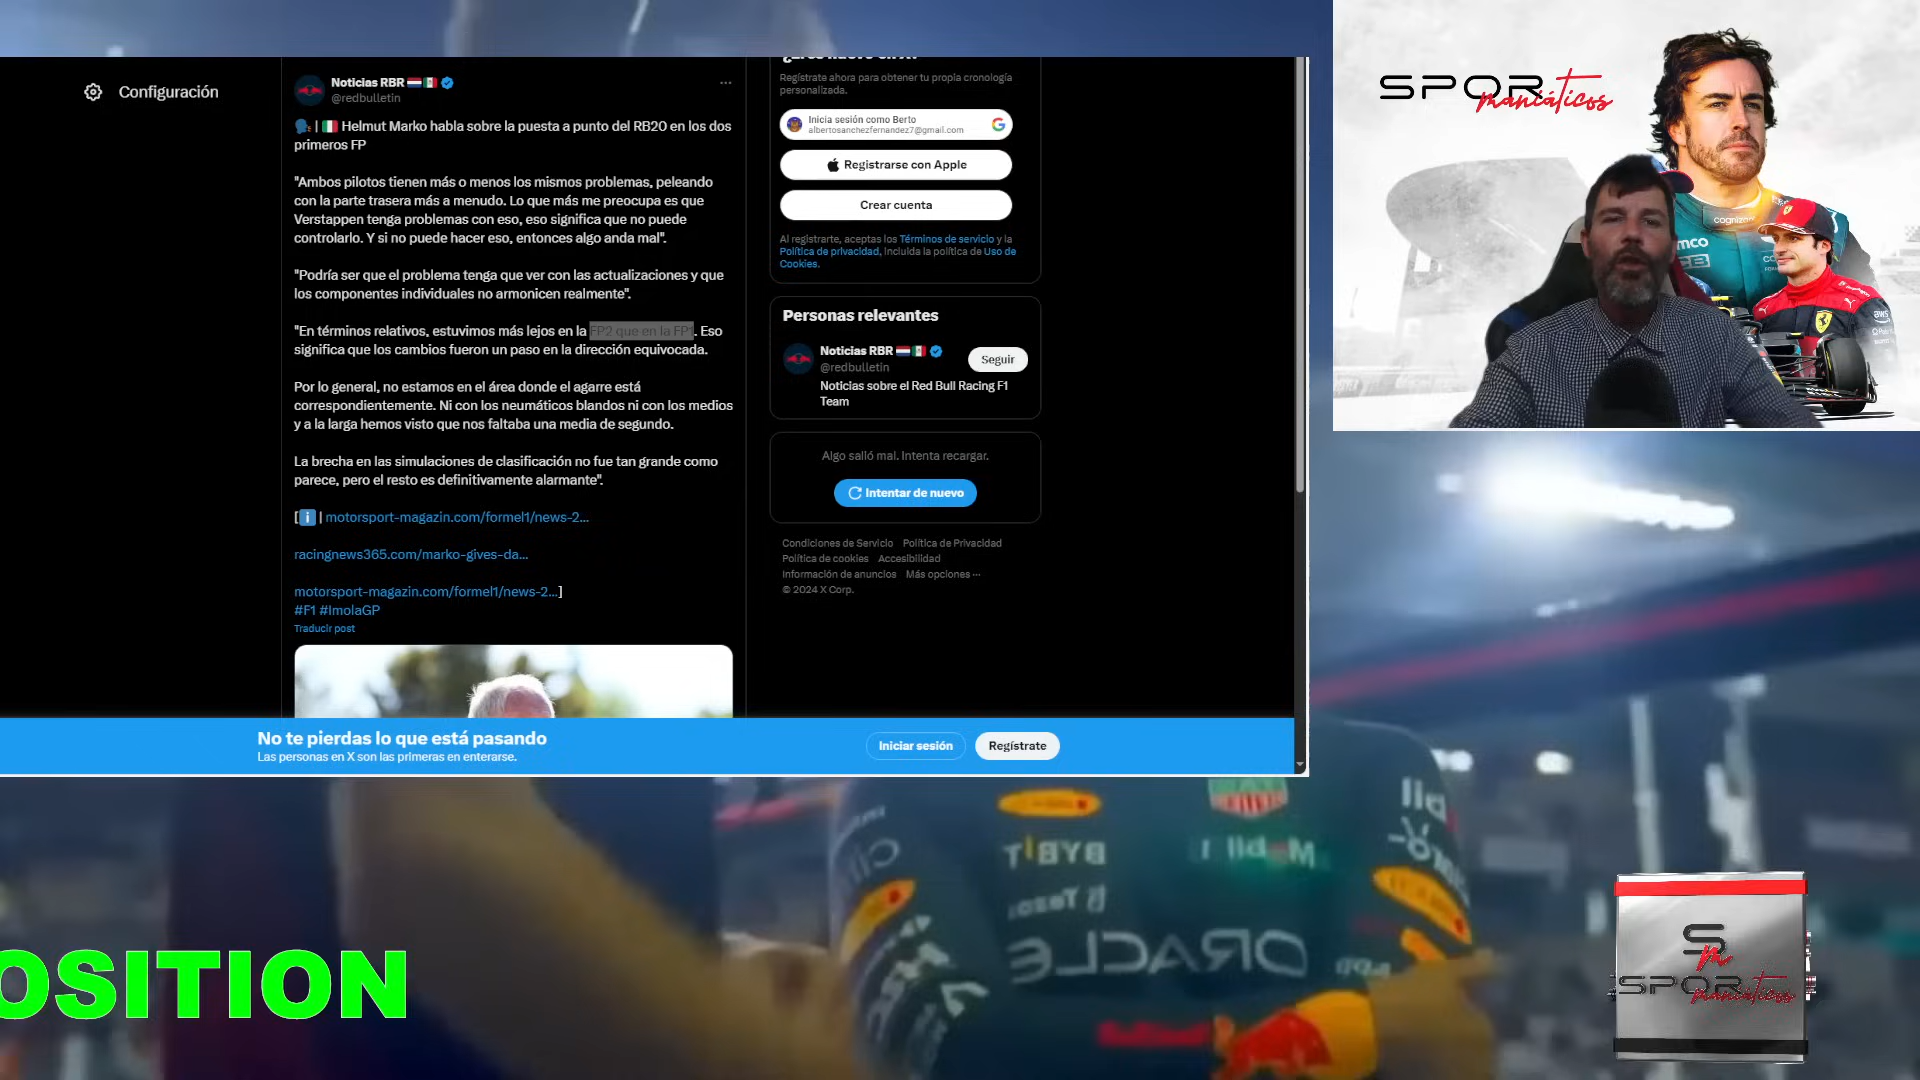 Configuración
Noticias RBR
@redbulletin
| Helmut Marko habla sobre la puesta a punto del RB20 en los dos
primeros FP
"Ambos pilotos tienen más o menos los mismos problemas, peleando
con la parte trasera más a menudo. Lo que más me preocupa es que
Verstappen tenga problemas con eso, eso significa que no puede
controlarlo. Y si no puede hacer eso, entonces algo anda mal".
"Podría ser que el problema tenga que ver con las actualizaciones y que
los componentes individuales no armonicen realmente".
"En términos relativos, estuvimos más lejos en la FP2 que en la FP1. Eso
significa que los cambios fueron un paso en la dirección equivocada.
Por lo general, no estamos en el área donde el agarre está
correspondientemente. Ni con los neumáticos blandos ni con los medios
y a la larga hemos visto que nos faltaba una media de segundo.
La brecha en las simulaciones de clasificación no fue tan grande como
parece, pero el resto es definitivamente alarmante".
[ℹ️ | motorsport-magazin.com/formel1/news-2…
racingnews365.com/marko-gives-da…
motorsport-magazin.com/formel1/news-2…]
#F1 #ImolaGP
Traducir post
Regístrate ahora para obtener tu propia cronología
personalizada.
Inicia sesión como Berto
albertosanchezfernandez7@gmail.com
Registrarse con Apple
Crear cuenta
Al registrarte, aceptas los Términos de servicio y la
Política de privacidad, incluida la política de Uso de
Cookies.
Personas relevantes
Noticias RBR
@redbulletin
Seguir
Noticias sobre el Red Bull Racing F1
Team
Algo salló mal. Intenta recargar.
Intentar de nuevo
Condiciones de Servicio Política de Privacidad
Política de cookies Accesibilidad
Información de anuncios Más opciones ···
© 2024 X Corp.
No te pierdas lo que está pasando
Las personas en X son las primeras en enterarse.
Iniciar sesión
Regístrate
SPOR
maniáticos
cognizant
aws
BYBIT
Mobil 1
ORACLE
OSITION
SPOR
maniáticos